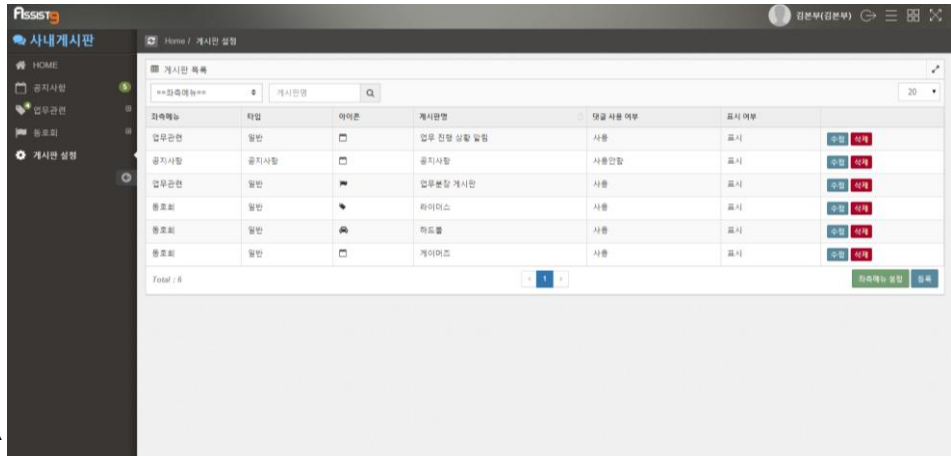 Assist9
김본부(김본부)
사내게시판
Home / 게시판 설정
HOME
공지사항 5
업무관련
동호회
게시판 설정
게시판 목록
==좌측메뉴== 게시판명 20
좌측메뉴 타입 아이콘 게시판명 댓글 사용 여부 표시 여부
업무관련 일반 업무 진행 상황 알림 사용 표시 수정 삭제
공지사항 공지사항 공지사항 사용안함 표시 수정 삭제
업무관련 일반 업무분장 게시판 사용 표시 수정 삭제
동호회 일반 라이더스 사용 표시 수정 삭제
동호회 일반 하드풀 사용 표시 수정 삭제
동호회 일반 게이머즈 사용 표시 수정 삭제
Total : 6 1 좌측메뉴 설정 등록